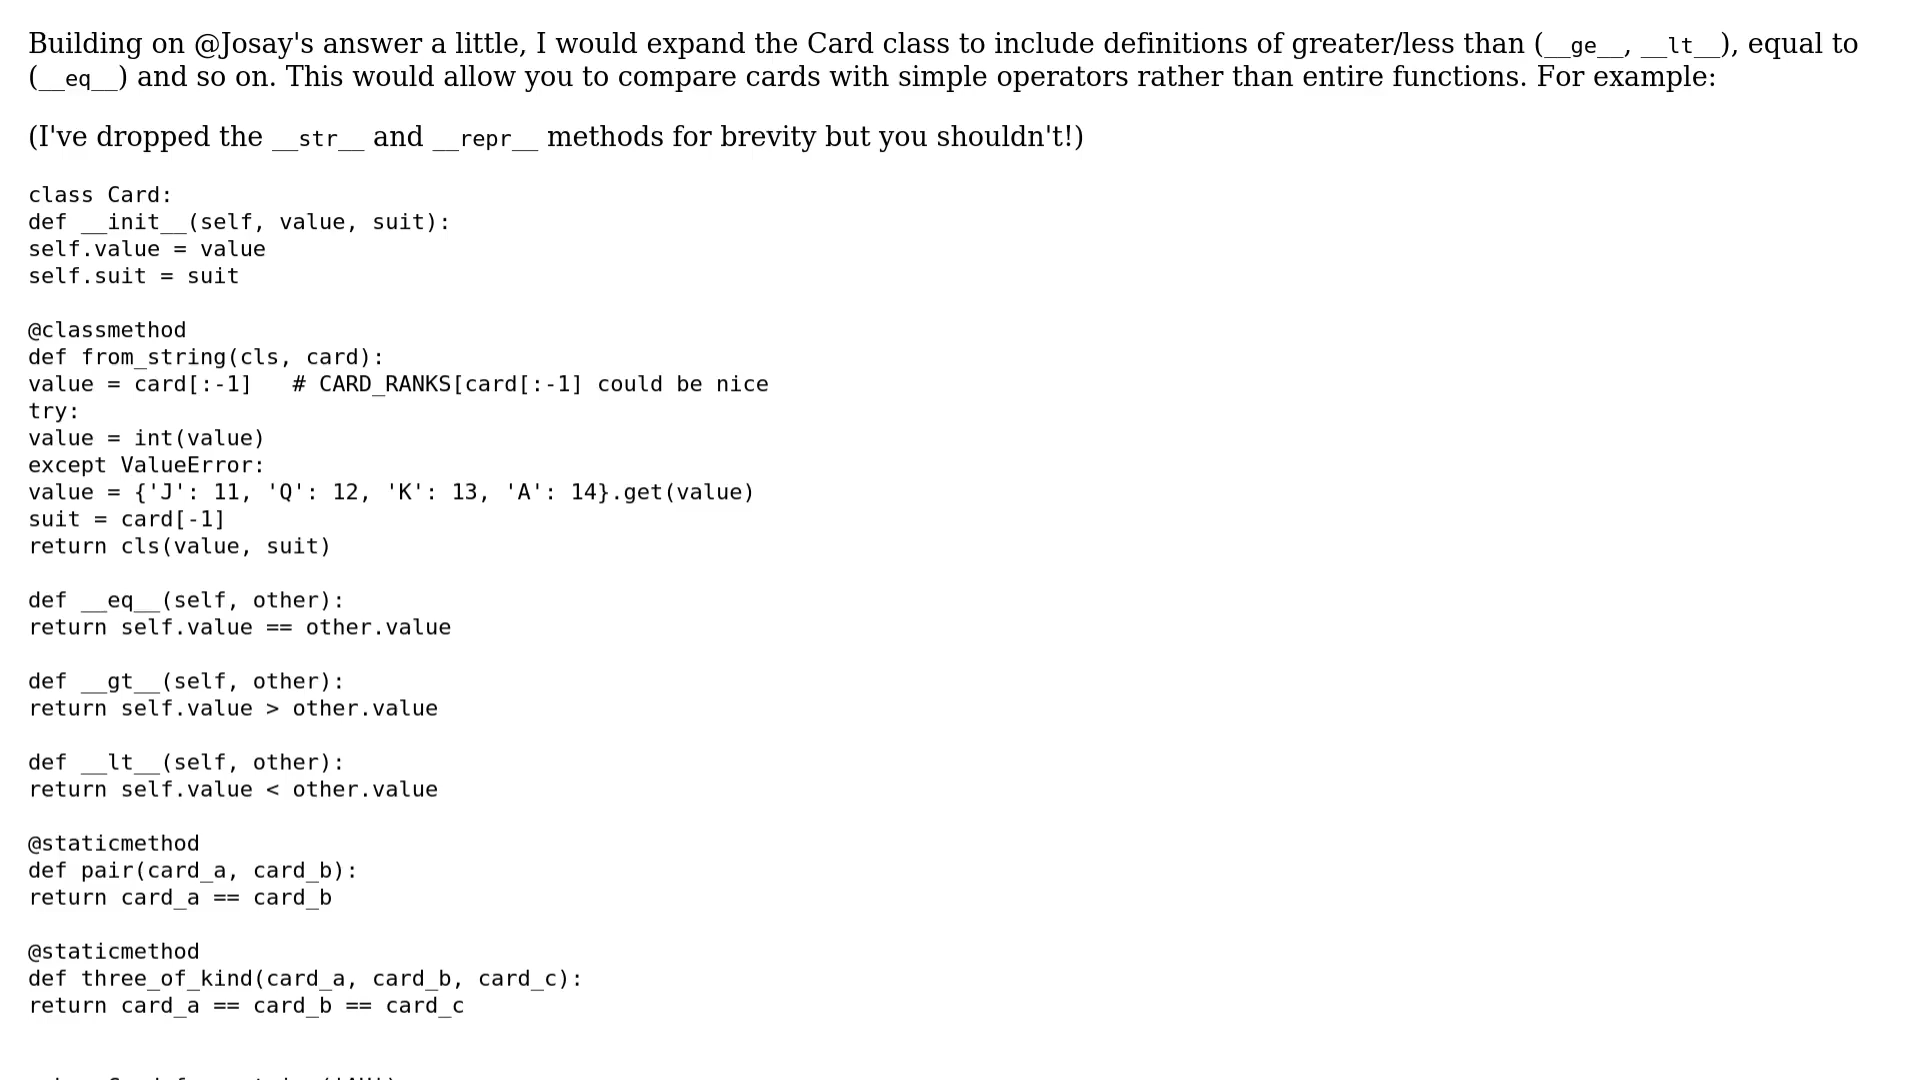 Building on @Josay's answer a little, I would expand the Card class to include definitions of greater/less than (__ge__, __lt__), equal to
(__eq__) and so on. This would allow you to compare cards with simple operators rather than entire functions. For example:
(I've dropped the __str__ and __repr__ methods for brevity but you shouldn't!)
class Card:
def __init__(self, value, suit):
self.value = value
self.suit = suit
@classmethod
def from_string(cls, card):
value = card[:-1]   # CARD_RANKS[card[:-1] could be nice
try:
value = int(value)
except ValueError:
value = {'J': 11, 'Q': 12, 'K': 13, 'A': 14}.get(value)
suit = card[-1]
return cls(value, suit)
def __eq__(self, other):
return self.value == other.value
def __gt__(self, other):
return self.value > other.value
def __lt__(self, other):
return self.value < other.value
@staticmethod
def pair(card_a, card_b):
return card_a == card_b
@staticmethod
def three_of_kind(card_a, card_b, card_c):
return card_a == card_b == card_c